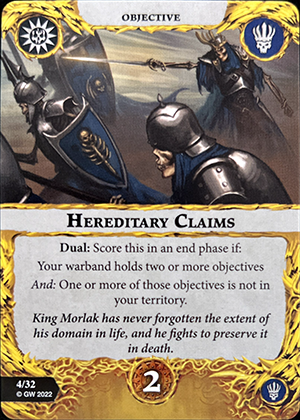 OBJECTIVE
HEREDITARY CLAIMS
Dual: Score this in an end phase if:
Your warband holds two or more objectives
And: One or more of those objectives is not in
your territory.
King Morlak has never forgotten the extent of
his domain in life, and he fights to preserve it
in death.
4/32
© GW 2022
2